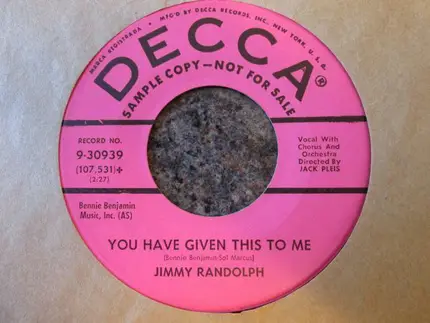 MARCA REGISTRADA • MFG'D BY DECCA RECORDS, INC., NEW YORK, U.S.A.
DECCA®
SAMPLE COPY—NOT FOR SALE
RECORD NO.
9-30939
(107,531)+
(2:27)
Vocal With
Chorus And
Orchestra
Directed By
JACK PLEIS
Bennie Benjamin
Music, Inc. (AS)
YOU HAVE GIVEN THIS TO ME
(Bennie Benjamin-Sol Marcus)
JIMMY RANDOLPH